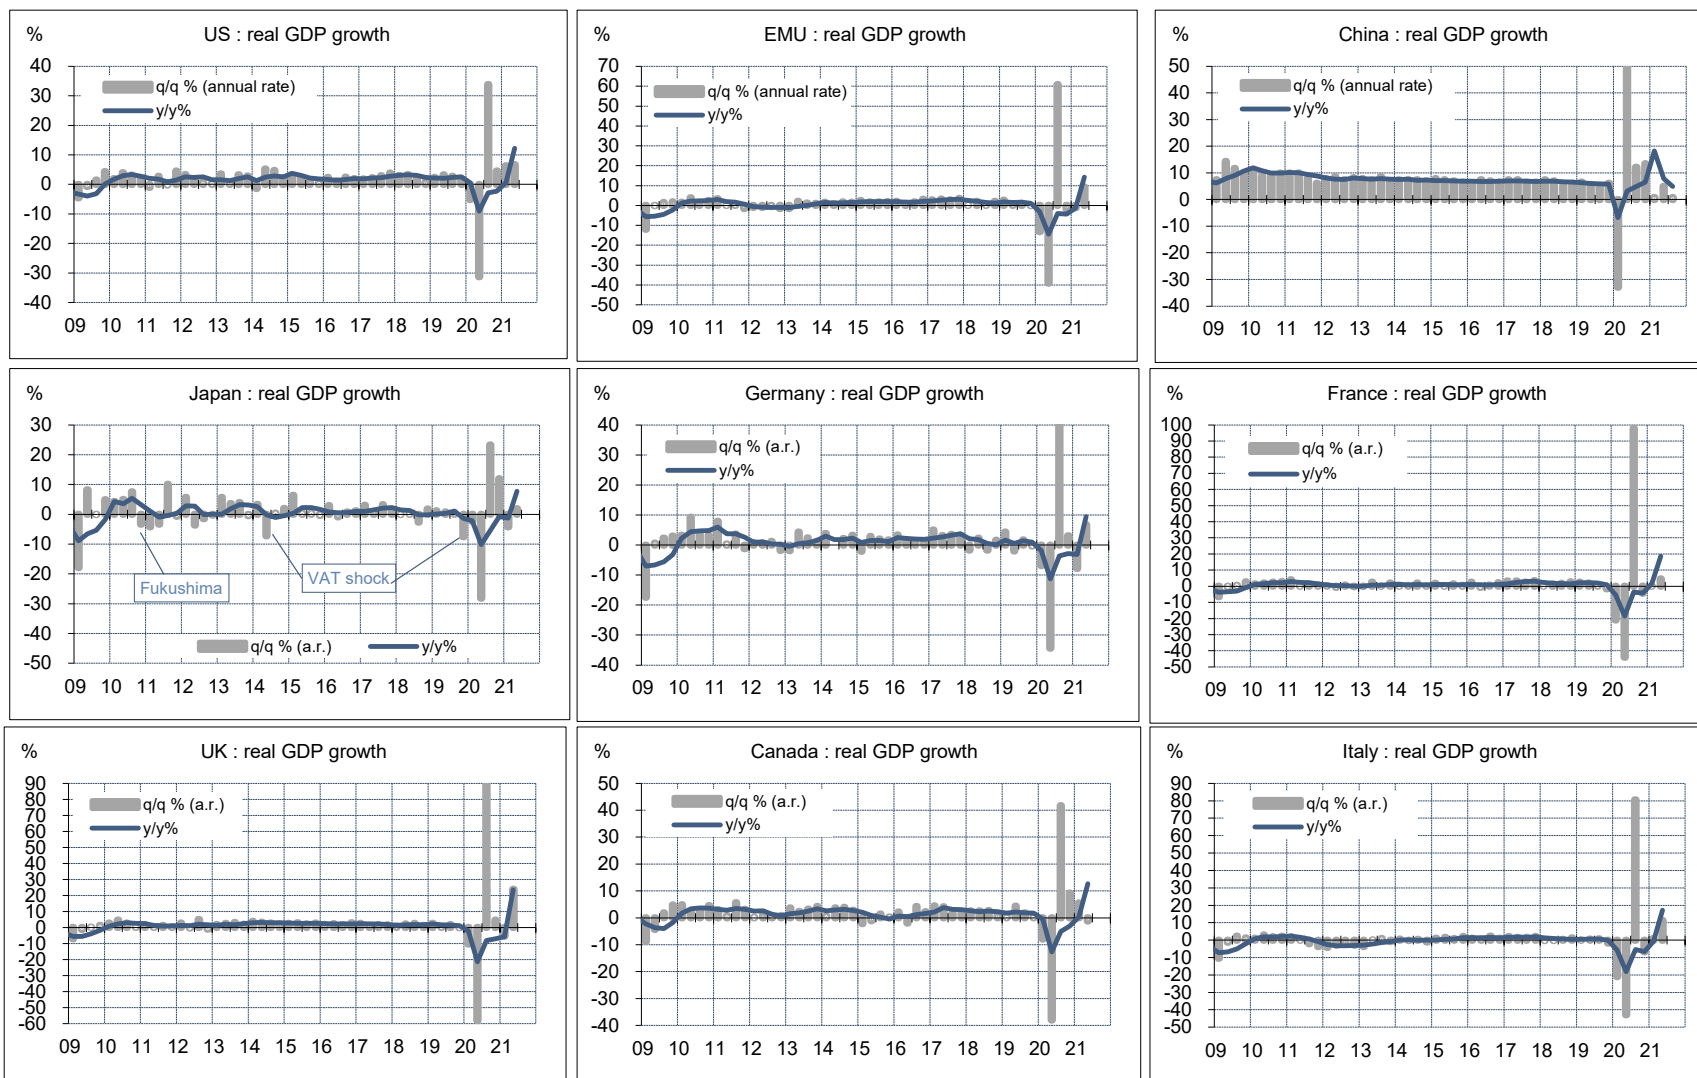 % US : real GDP growth
40
q/q % (annual rate)
30
y/y%
20
10
0
-10
-20
-30
-40
09 10 11 12 13 14 15 16 17 18 19 20 21
% EMU : real GDP growth
70
60
q/q % (annual rate)
50
y/y%
40
30
20
10
0
-10
-20
-30
-40
-50
09 10 11 12 13 14 15 16 17 18 19 20 21
% China : real GDP growth
50
q/q % (annual rate)
40
y/y%
30
20
10
0
-10
-20
-30
-40
09 10 11 12 13 14 15 16 17 18 19 20 21
% Japan : real GDP growth
30
20
10
0
-10
-20
VAT shock
Fukushima
-30
-40
q/q % (a.r.) y/y%
-50
09 10 11 12 13 14 15 16 17 18 19 20 21
% Germany : real GDP growth
40
q/q % (a.r.)
30
y/y%
20
10
0
-10
-20
-30
-40
09 10 11 12 13 14 15 16 17 18 19 20 21
% France : real GDP growth
100
90
q/q % (a.r.)
80
70
y/y%
60
50
40
30
20
10
0
-10
-20
-30
-40
-50
09 10 11 12 13 14 15 16 17 18 19 20 21
% UK : real GDP growth
90
80
q/q % (a.r.)
70
60
y/y%
50
40
30
20
10
0
-10
-20
-30
-40
-50
-60
09 10 11 12 13 14 15 16 17 18 19 20 21
% Canada : real GDP growth
50
q/q % (a.r.)
40
y/y%
30
20
10
0
-10
-20
-30
-40
09 10 11 12 13 14 15 16 17 18 19 20 21
% Italy : real GDP growth
90
80
q/q % (a.r.)
70
y/y%
60
50
40
30
20
10
0
-10
-20
-30
-40
-50
09 10 11 12 13 14 15 16 17 18 19 20 21